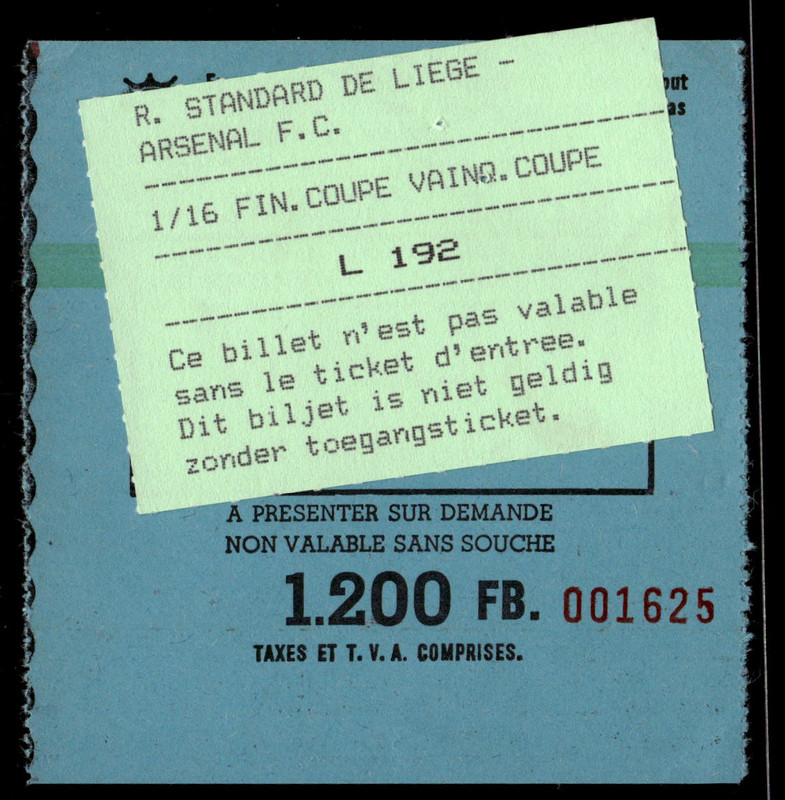 R. STANDARD DE LIEGE -
ARSENAL F.C.
1/16 FIN.COUPE VAINQ.COUPE
L 192
Ce billet n'est pas valable
sans le ticket d'entree.
Dit biljet is niet geldig
zonder toegangsticket.
A PRESENTER SUR DEMANDE
NON VALABLE SANS SOUCHE
1.200 FB. 001625
TAXES ET T.V.A. COMPRISES.